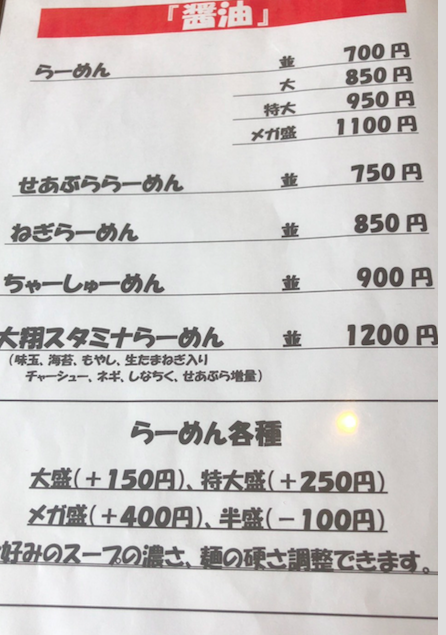 「醤油」
らーめん 並 700円
大 850円
特大 950円
メガ盛 1100円
せあぶららーめん 並 750円
ねぎらーめん 並 850円
ちゃーしゅーめん 並 900円
大翔スタミナらーめん 並 1200円
(味玉、海苔、もやし、生たまねぎ入り
チャーシュー、ネギ、しなちく、せあぶら増量)
らーめん各種
大盛(+150円)、特大盛(+250円)
メガ盛(+400円)、半盛(-100円)
好みのスープの濃さ、麺の硬さ調整できます。